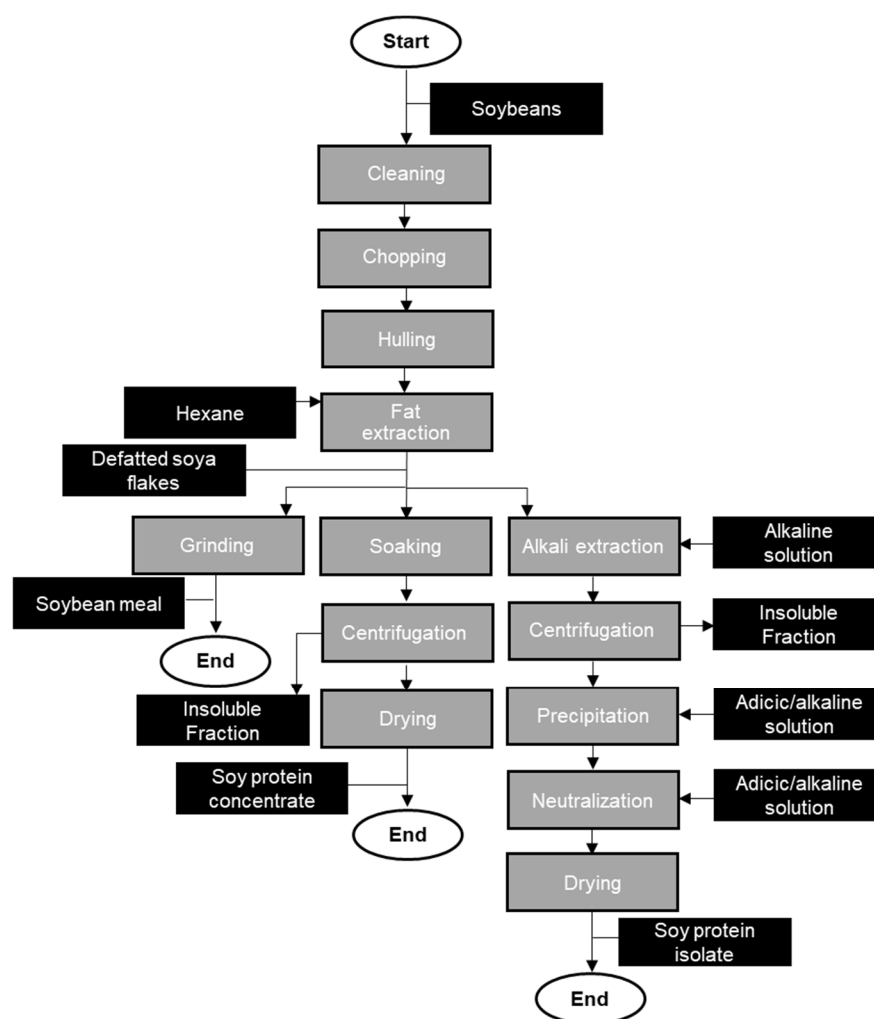 Start
Soybeans
Cleaning
Chopping
Hulling
Hexane
Fat
extraction
Defatted soya
flakes
Grinding
Soaking
Alkali extraction
Alkaline
solution
Soybean meal
Centrifugation
Centrifugation
Insoluble
Fraction
End
Insoluble
Fraction
Drying
Precipitation
Adicic/alkaline
solution
Soy protein
concentrate
Neutralization
Adicic/alkaline
solution
End
Drying
Soy protein
isolate
End